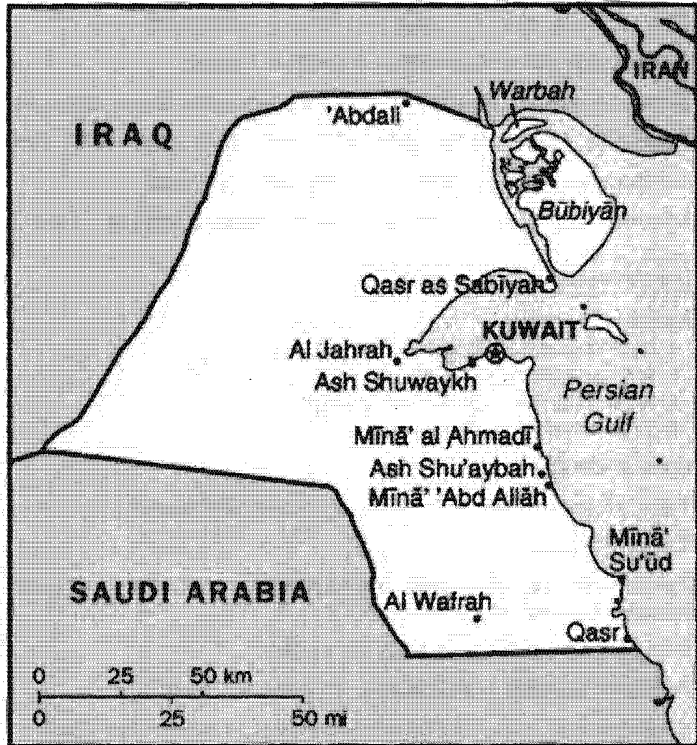 IRAN
Warbah
'Abdali
IRAQ
Būbiyān
Qasr as Sabīyah
KUWAIT
Al Jahrah
Ash Shuwaykh
Persian
Gulf
Mīnā' al Ahmadī
Ash Shu'aybah
Mīnā' 'Abd Allāh
Mīnā'
Su'ūd
SAUDI ARABIA
Al Wafrah
Qasr
0 25 50 km
0 25 50 mi